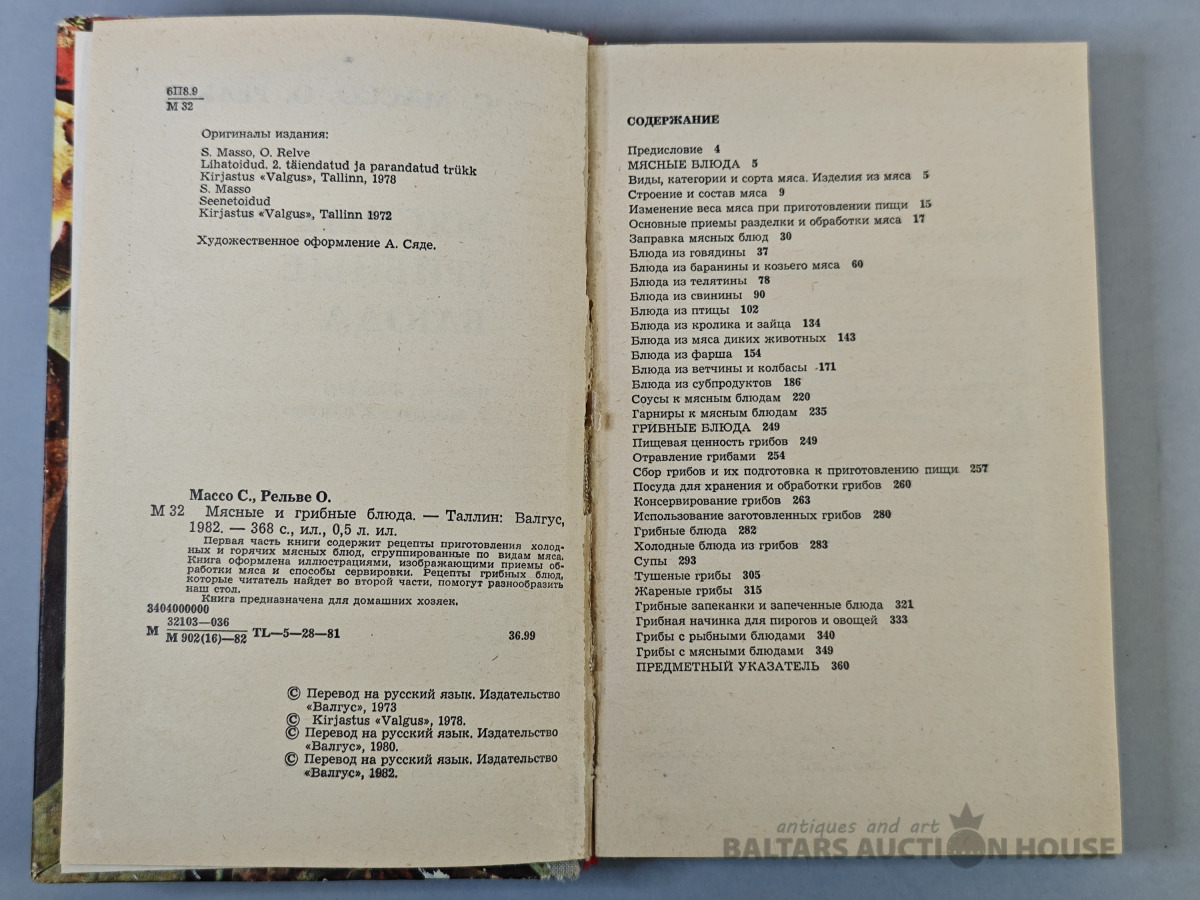 6П8.9
М 32
Оригиналы издания:
S. Masso, O. Relve
Lihatoidud. 2. täiendatud ja parandatud trükk
Kirjastus «Valgus», Tallinn, 1978
S. Masso
Seenetoidud
Kirjastus «Valgus», Tallinn 1972
Художественное оформление А. Сяде.
Массо С., Рельве О.
М 32 Мясные и грибные блюда. — Таллин: Валгус,
1982. — 368 с., ил., 0,5 л. ил.
Первая часть книги содержит рецепты приготовления холод-
ных и горячих мясных блюд, сгруппированные по видам мяса.
Книга оформлена иллюстрациями, изображающими приемы об-
работки мяса и способы сервировки. Рецепты грибных блюд,
которые читатель найдет во второй части, помогут разнообразить
наш стол.
Книга предназначена для домашних хозяек.
3404000000
32103—036
М М 902(16)—82 TL—5—28—81 36.99
© Перевод на русский язык. Издательство
«Валгус», 1973
© Kirjastus «Valgus», 1978.
© Перевод на русский язык. Издательство
«Валгус», 1980.
© Перевод на русский язык. Издательство
«Валгус», 1982.
СОДЕРЖАНИЕ
Предисловие 4
МЯСНЫЕ БЛЮДА 5
Виды, категории и сорта мяса. Изделия из мяса 5
Строение и состав мяса 9
Изменение веса мяса при приготовлении пищи 15
Основные приемы разделки и обработки мяса 17
Заправка мясных блюд 30
Блюда из говядины 37
Блюда из баранины и козьего мяса 60
Блюда из телятины 78
Блюда из свинины 90
Блюда из птицы 102
Блюда из кролика и зайца 134
Блюда из мяса диких животных 143
Блюда из фарша 154
Блюда из ветчины и колбасы 171
Блюда из субпродуктов 186
Соусы к мясным блюдам 220
Гарниры к мясным блюдам 235
ГРИБНЫЕ БЛЮДА 249
Пищевая ценность грибов 249
Отравление грибами 254
Сбор грибов и их подготовка к приготовлению пищи 257
Посуда для хранения и обработки грибов 260
Консервирование грибов 263
Использование заготовленных грибов 280
Грибные блюда 282
Холодные блюда из грибов 283
Супы 293
Тушеные грибы 305
Жареные грибы 315
Грибные запеканки и запеченные блюда 321
Грибная начинка для пирогов и овощей 333
Грибы с рыбными блюдами 340
Грибы с мясными блюдами 349
ПРЕДМЕТНЫЙ УКАЗАТЕЛЬ 360
antiques and art
BALTARS AUCTION HOUSE